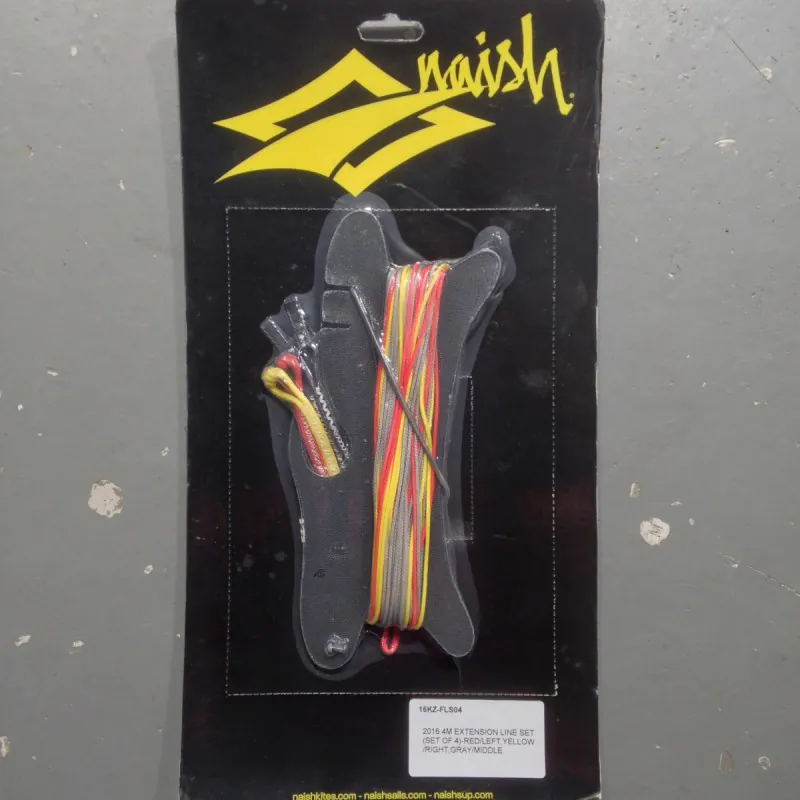 naish.
16KZ-FLS04
2016 4M EXTENSION LINE SET
(SET OF 4)-RED/LEFT,YELLOW
/RIGHT,GRAY/MIDDLE
naishkites.com - naishsails.com - naishsup.com